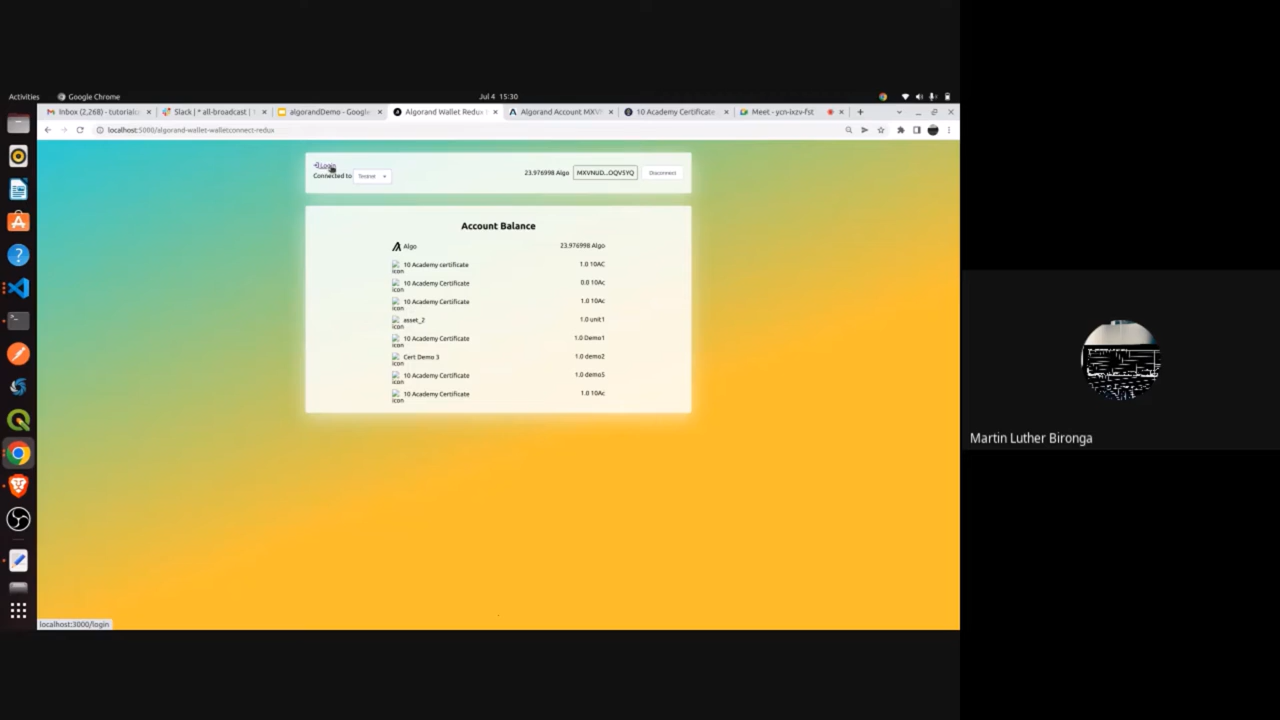 Activities Google Chrome Jul 4 15:30
Inbox (2,268) - tutorial Slack | * all-broadcast | algorandDemo - Google Algorand Wallet Redux Algorand Account MXV 10 Academy Certificate Meet - ycn-ixzv-fst
localhost:5000/algorand-wallet-walletconnect-redux
Login
Connected to 23.976998 Algo MXVNUD...OQVSYQ Disconnect
Account Balance
Algo 23.976998 Algo
icon 10 Academy certificate 1.0 10AC
icon 10 Academy Certificate 0.0 10Ac
icon 10 Academy Certificate 1.0 10Ac
icon asset_2 1.0 unit1
icon 10 Academy Certificate 1.0 Demo1
icon Cert Demo 3 1.0 demo2
icon 10 Academy Certificate 1.0 demo5
icon 10 Academy Certificate 1.0 10Ac
Martin Luther Bironga
localhost:3000/login